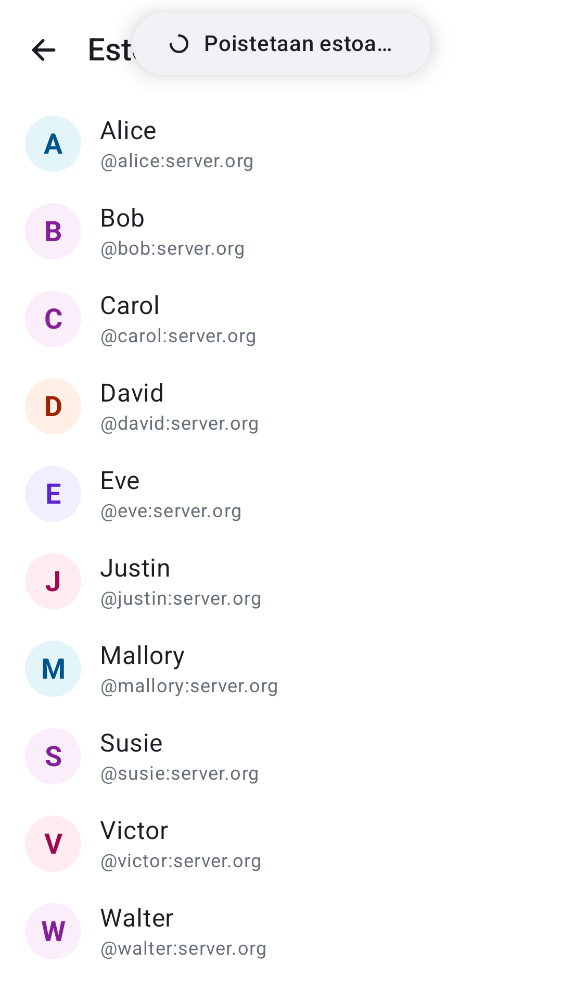 Poistetaan estoa…
A
Alice
@alice:server.org
B
Bob
@bob:server.org
C
Carol
@carol:server.org
D
David
@david:server.org
E
Eve
@eve:server.org
J
Justin
@justin:server.org
M
Mallory
@mallory:server.org
S
Susie
@susie:server.org
V
Victor
@victor:server.org
W
Walter
@walter:server.org